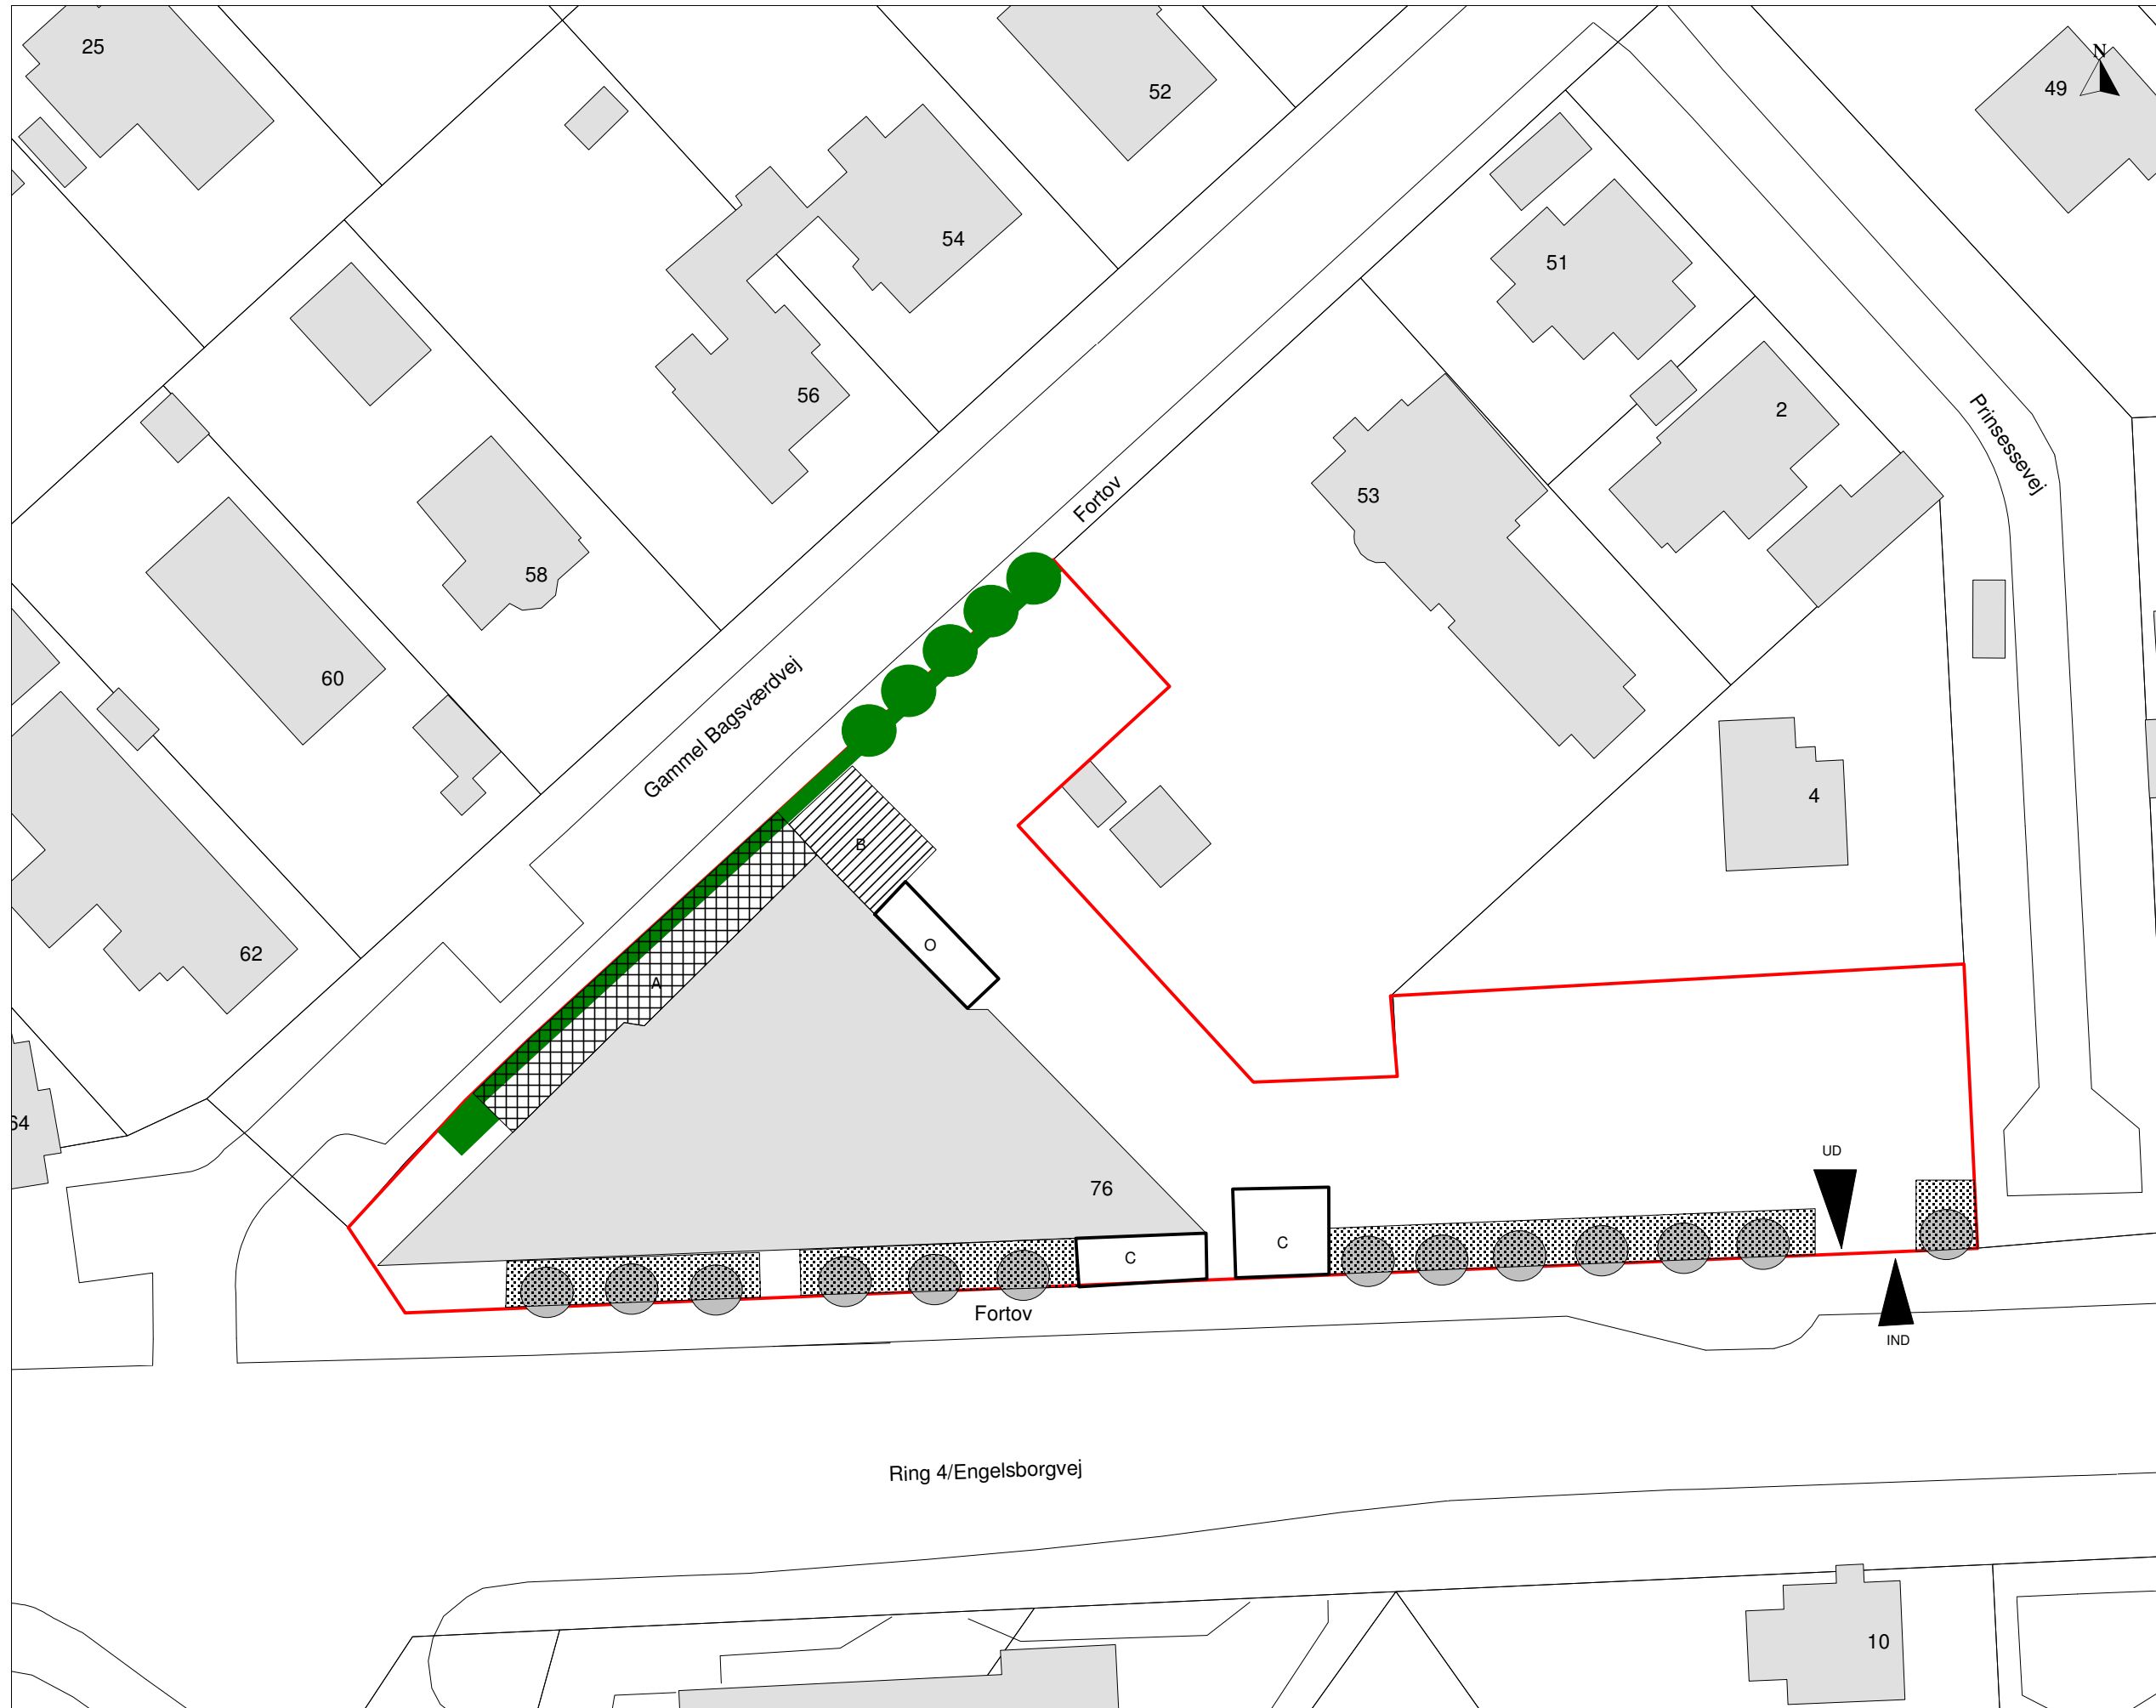 25
N
49
52
54
51
56
2
Prinsessevej
53
Fortov
58
60
Gammel Bagsværdvej
4
B
O
62
A
64
UD
76
C
C
Fortov
IND
Ring 4/Engelsborgvej
10